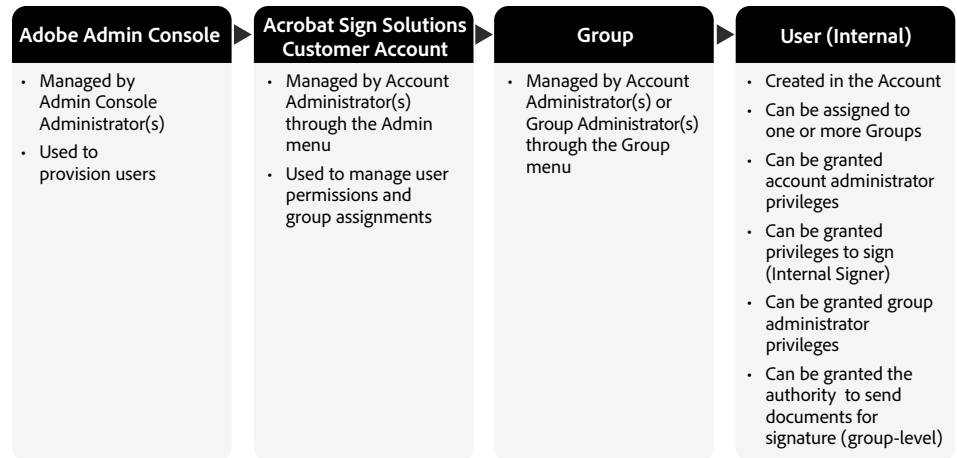 Adobe Admin Console
• Managed by
Admin Console
Administrator(s)
• Used to
provision users
Acrobat Sign Solutions
Customer Account
• Managed by Account
Administrator(s)
through the Admin
menu
• Used to manage user
permissions and
group assignments
Group
• Managed by Account
Administrator(s) or
Group Administrator(s)
through the Group
menu
User (Internal)
• Created in the Account
• Can be assigned to
one or more Groups
• Can be granted
account administrator
privileges
• Can be granted
privileges to sign
(Internal Signer)
• Can be granted group
administrator
privileges
• Can be granted the
authority to send
documents for
signature (group-level)